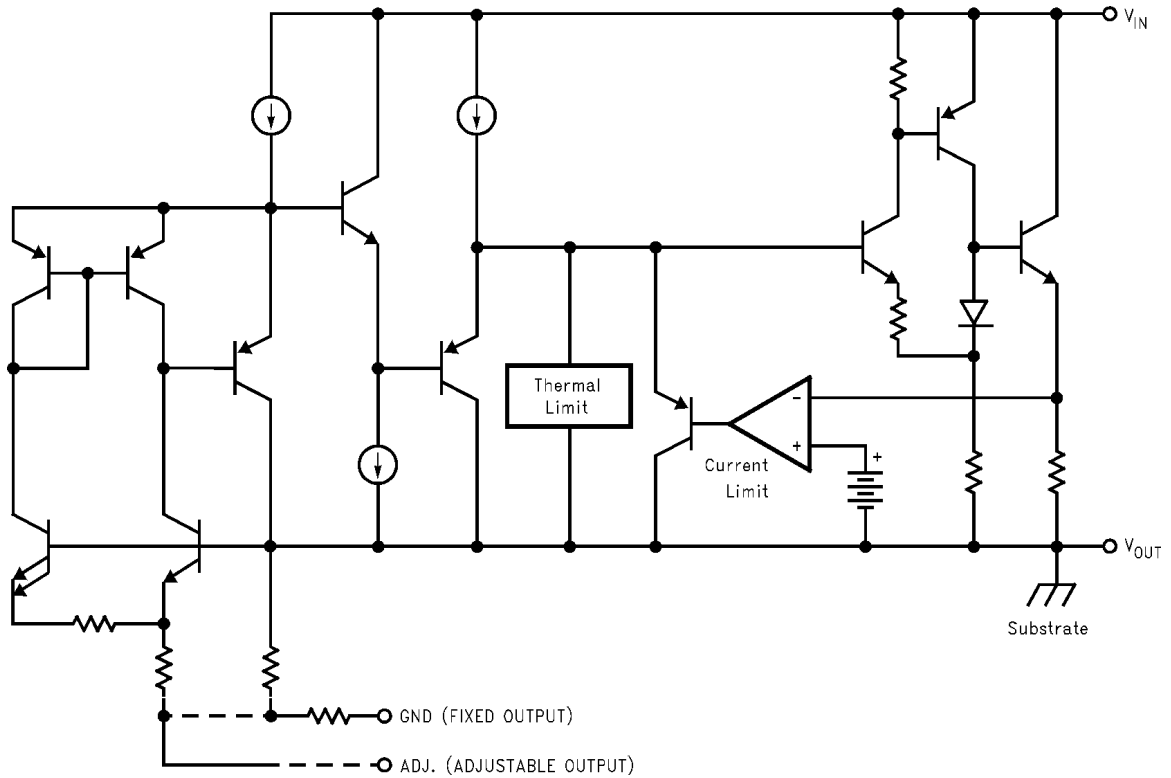 V_IN
Thermal
Limit
-
+
+
Current
Limit
V_OUT
Substrate
GND (FIXED OUTPUT)
ADJ. (ADJUSTABLE OUTPUT)